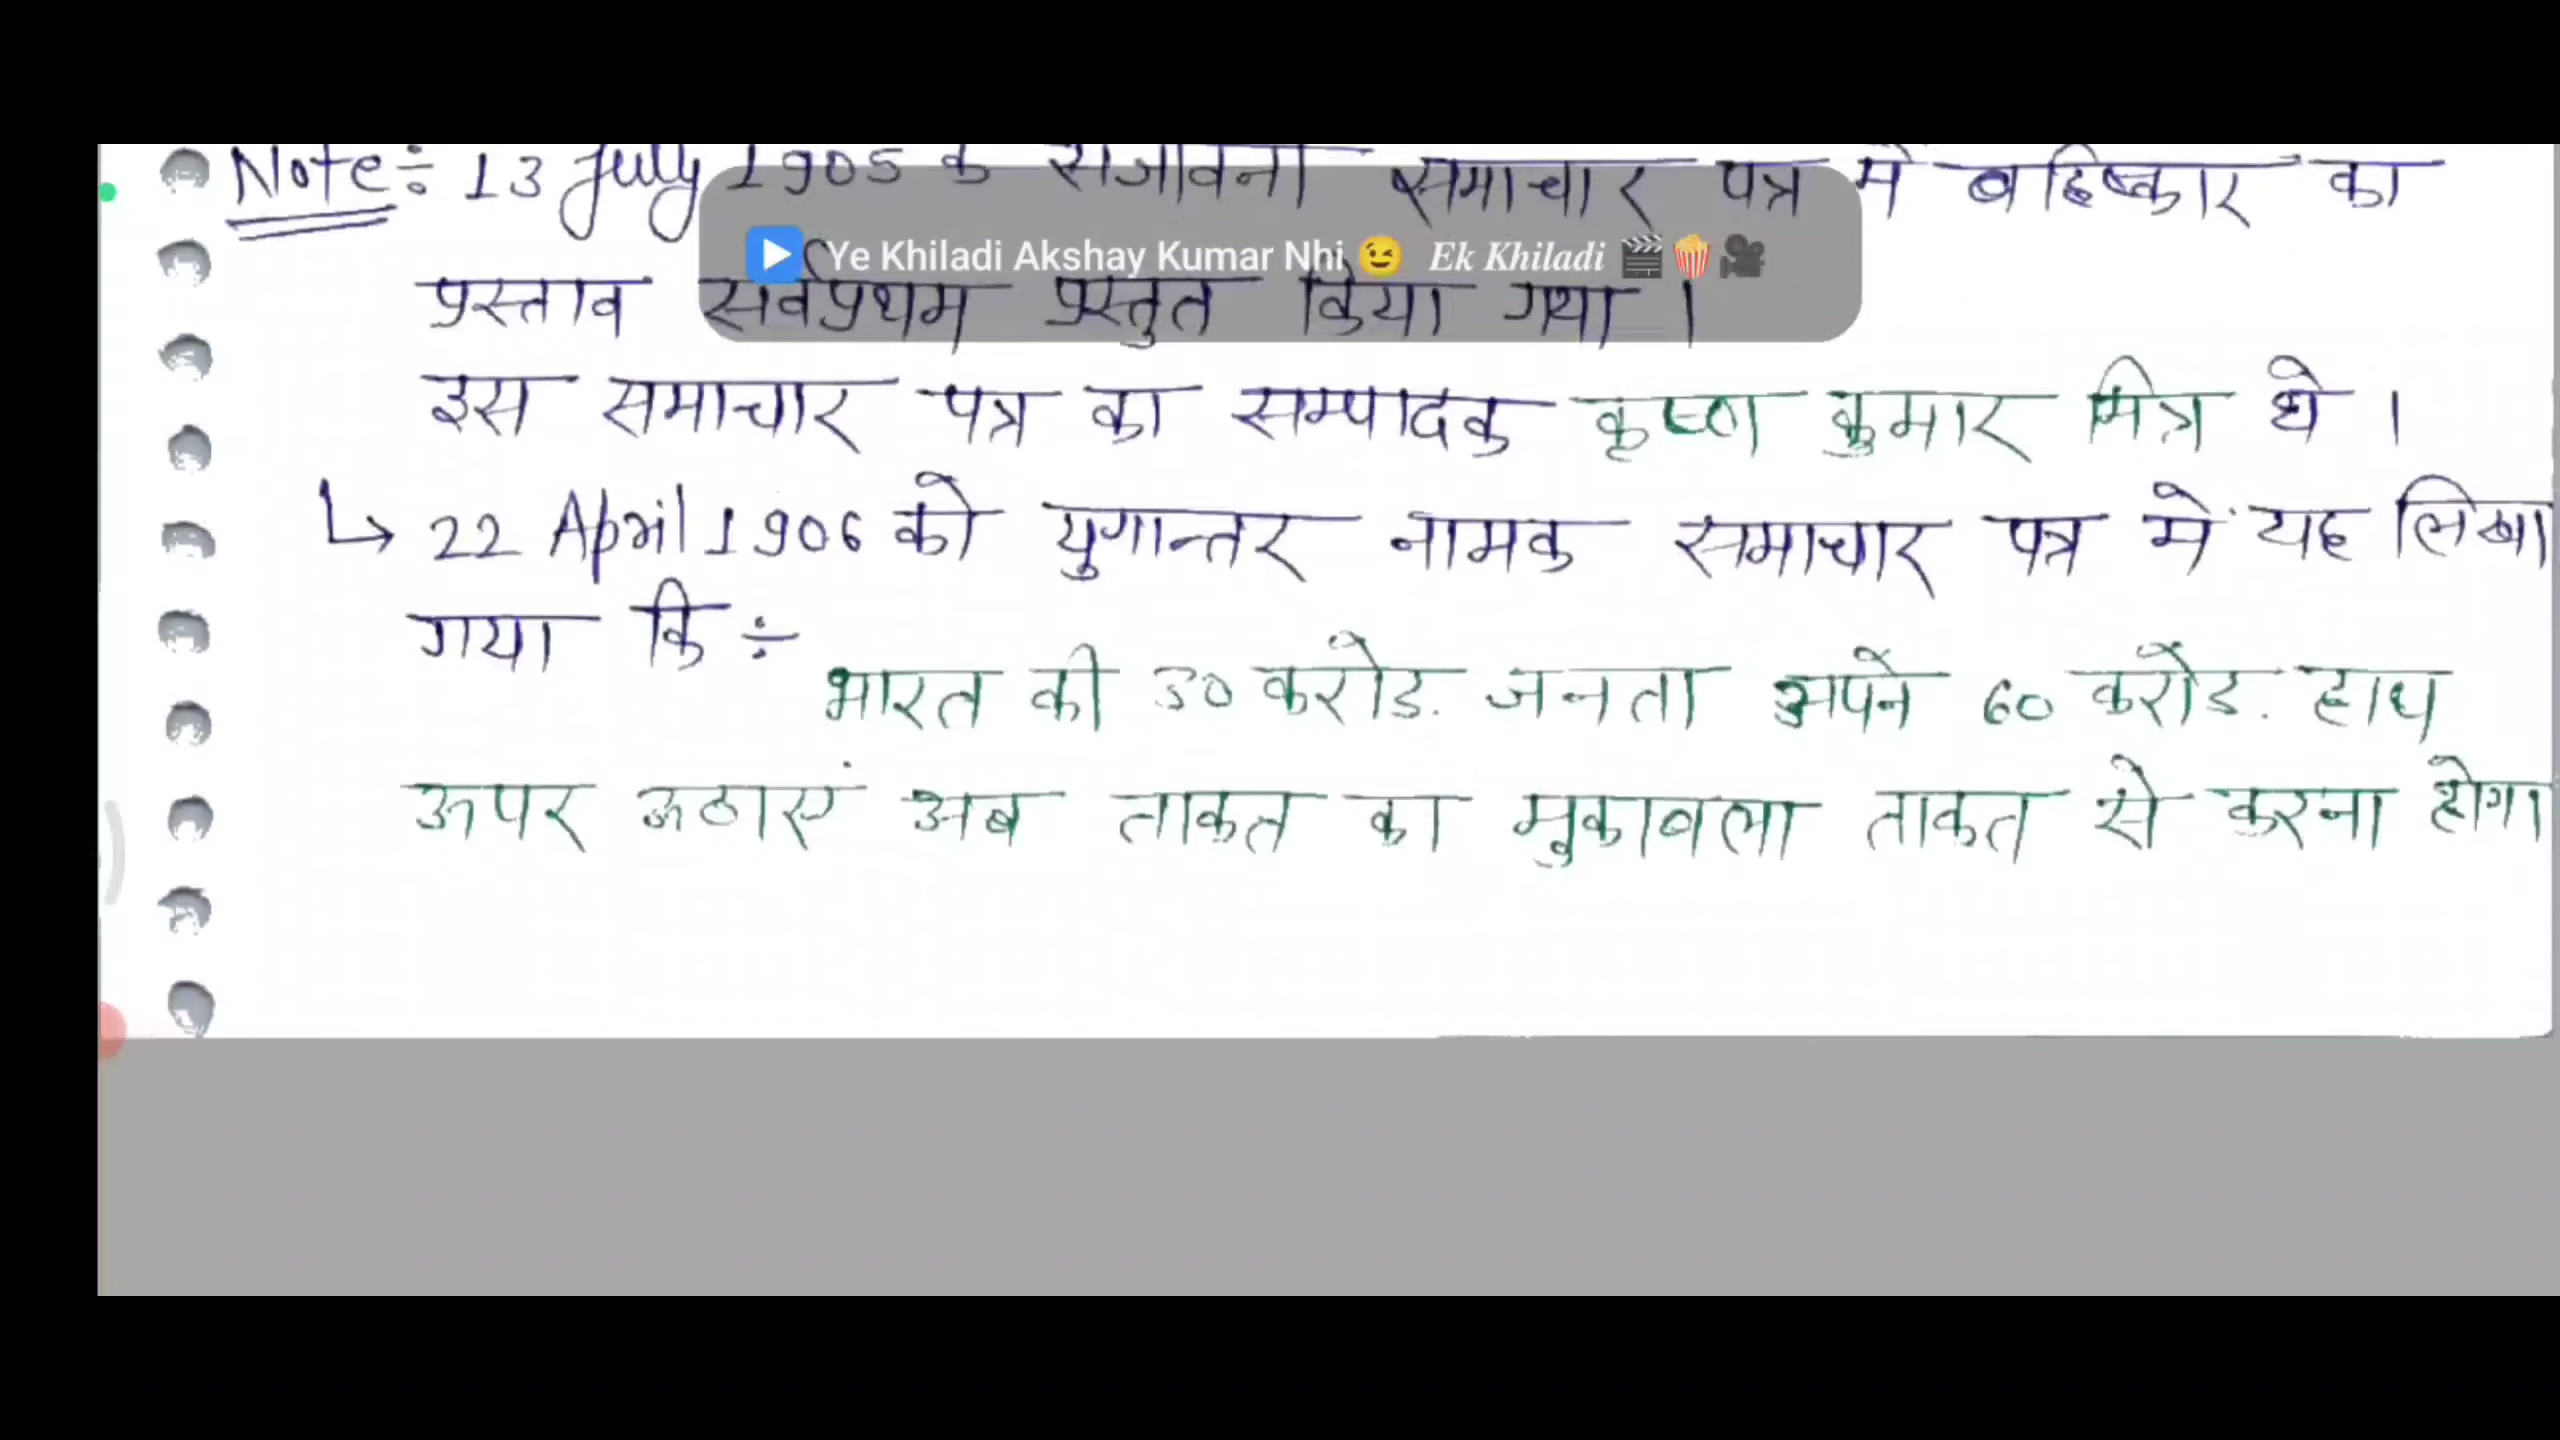 Note÷ 13 July 1905 के संजीवनी समाचार पत्र में बहिष्कार का
▶ Ye Khiladi Akshay Kumar Nhi 😉 Ek Khiladi 🎬🍿🎥
प्रस्ताव सर्वप्रथम प्रस्तुत किया गया ।
इस समाचार पत्र का सम्पादक कृष्ण कुमार मित्र थे ।
↳ 22 April 1906 को युगान्तर नामक समाचार पत्र में यह लिखा
गया कि ÷
भारत की 30 करोड़ जनता अपने 60 करोड़ हाथ
ऊपर ऊठाएं अब ताकत का मुकाबला ताकत से करना होगा